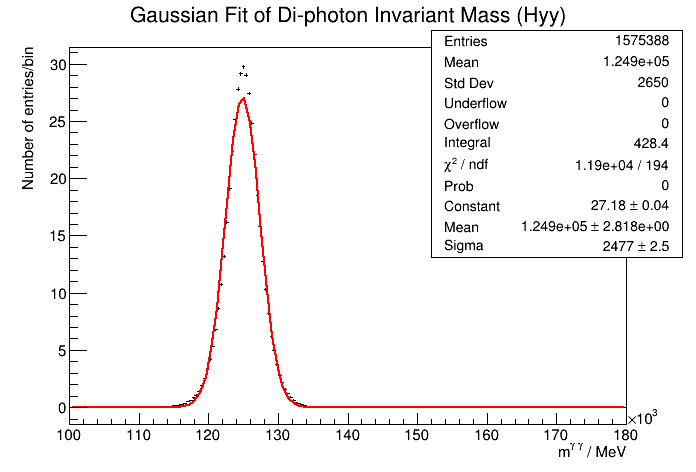 Gaussian Fit of Di-photon Invariant Mass (Hyy)
Entries 1575388
Mean 1.249e+05
Std Dev 2650
Underflow 0
Overflow 0
Integral 428.4
χ² / ndf 1.19e+04 / 194
Prob 0
Constant 27.18 ± 0.04
Mean 1.249e+05 ± 2.818e+00
Sigma 2477 ± 2.5
Number of entries/bin
30
25
20
15
10
5
0
100 110 120 130 140 150 160 170 180
×10³
m^γγ / MeV